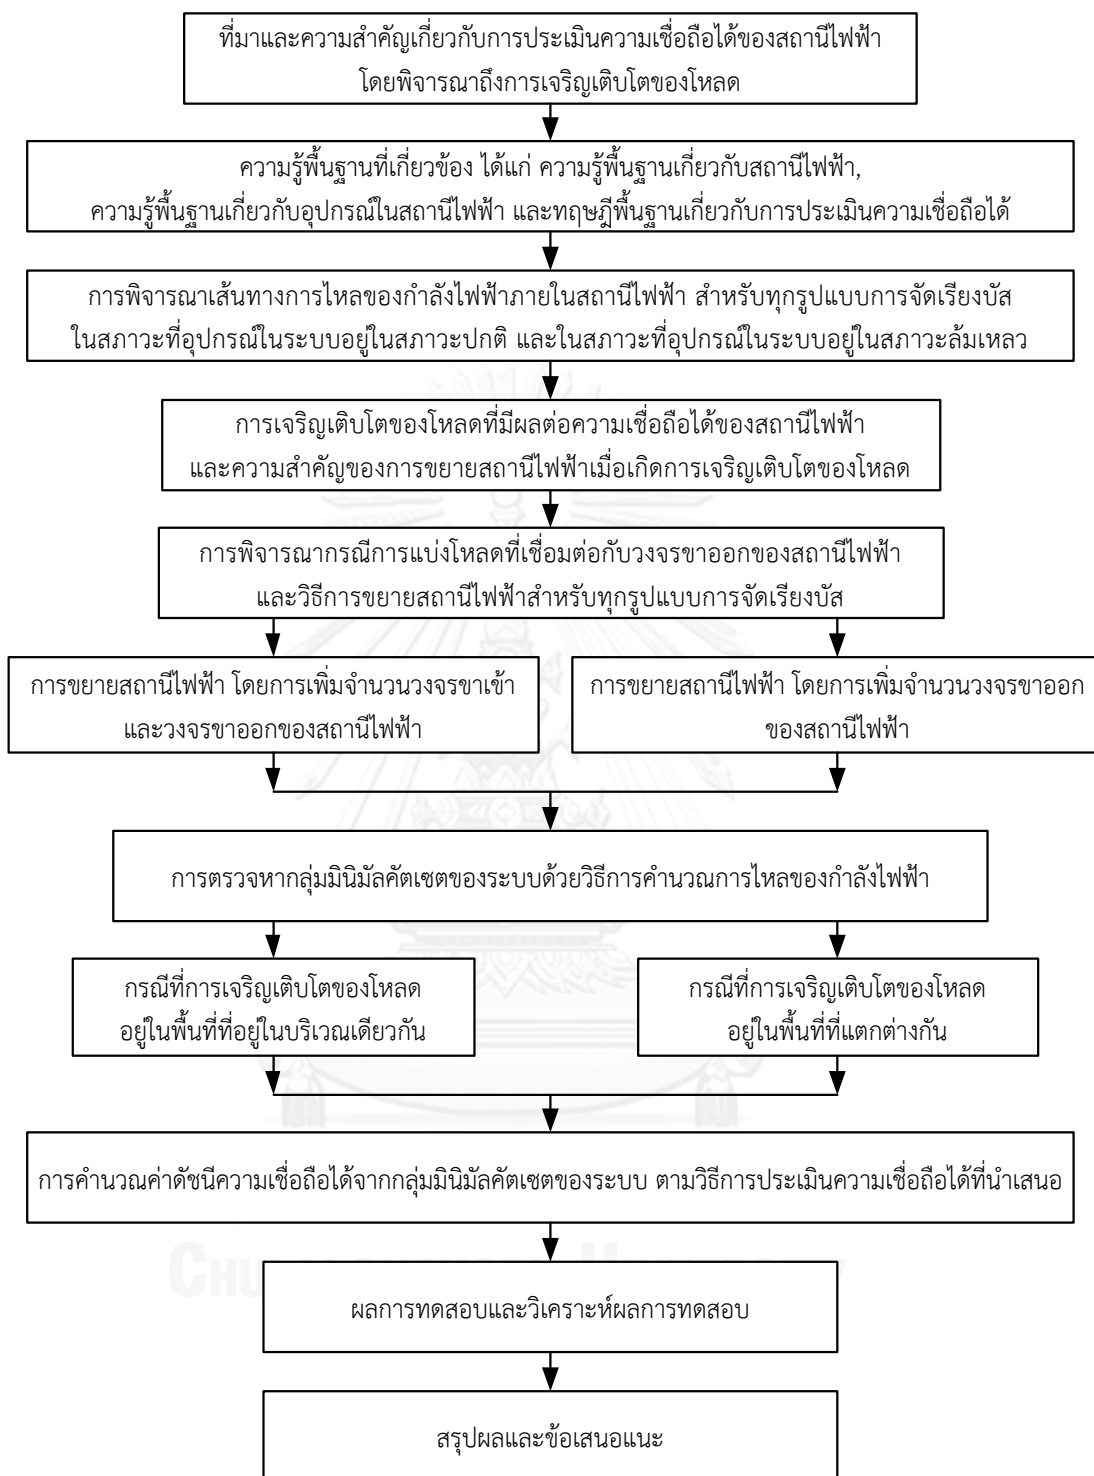 ที่มาและความสำคัญเกี่ยวกับการประเมินความเชื่อถือได้ของสถานีไฟฟ้า
โดยพิจารณาถึงการเจริญเติบโตของโหลด
ความรู้พื้นฐานที่เกี่ยวข้อง ได้แก่ ความรู้พื้นฐานเกี่ยวกับสถานีไฟฟ้า,
ความรู้พื้นฐานเกี่ยวกับอุปกรณ์ในสถานีไฟฟ้า และทฤษฎีพื้นฐานเกี่ยวกับการประเมินความเชื่อถือได้
การพิจารณาเส้นทางการไหลของกำลังไฟฟ้าภายในสถานีไฟฟ้า สำหรับทุกรูปแบบการจัดเรียงบัส
ในสภาวะที่อุปกรณ์ในระบบอยู่ในสภาวะปกติ และในสภาวะที่อุปกรณ์ในระบบอยู่ในสภาวะล้มเหลว
การเจริญเติบโตของโหลดที่มีผลต่อความเชื่อถือได้ของสถานีไฟฟ้า
และความสำคัญของการขยายสถานีไฟฟ้าเมื่อเกิดการเจริญเติบโตของโหลด
การพิจารณากรณีการแบ่งโหลดที่เชื่อมต่อกับวงจรขาออกของสถานีไฟฟ้า
และวิธีการขยายสถานีไฟฟ้าสำหรับทุกรูปแบบการจัดเรียงบัส
การขยายสถานีไฟฟ้า โดยการเพิ่มจำนวนวงจรขาเข้า
และวงจรขาออกของสถานีไฟฟ้า
การขยายสถานีไฟฟ้า โดยการเพิ่มจำนวนวงจรขาออก
ของสถานีไฟฟ้า
การตรวจหากลุ่มมินิมัลคัตเซตของระบบด้วยวิธีการคำนวณการไหลของกำลังไฟฟ้า
กรณีที่การเจริญเติบโตของโหลด
อยู่ในพื้นที่ที่อยู่ในบริเวณเดียวกัน
กรณีที่การเจริญเติบโตของโหลด
อยู่ในพื้นที่ที่แตกต่างกัน
การคำนวณค่าดัชนีความเชื่อถือได้จากกลุ่มมินิมัลคัตเซตของระบบ ตามวิธีการประเมินความเชื่อถือได้ที่นำเสนอ
ผลการทดสอบและวิเคราะห์ผลการทดสอบ
สรุปผลและข้อเสนอแนะ